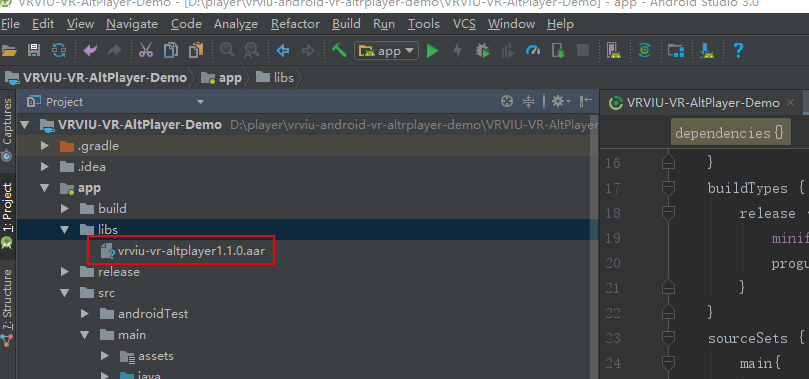 VRVIU-VR-AltPlayer-Demo - [D:\player\vrviu-android-vr-altrplayer-demo\VRVIU-VR-AltPlayer-Demo] - app - Android Studio 3.0
File Edit View Navigate Code Analyze Refactor Build Run Tools VCS Window Help
app
VRVIU-VR-AltPlayer-Demo app libs
Captures
1: Project
7: Structure
Project
VRVIU-VR-AltPlayer-Demo D:\player\vrviu-android-vr-altrplayer-demo\VRVIU-VR-AltPlayer
.gradle
.idea
app
build
libs
vrviu-vr-altplayer1.1.0.aar
release
src
androidTest
main
assets
java
VRVIU-VR-AltPlayer-Demo
dependencies{}
16 }
17 buildTypes {
18 release
19 minif
20 progu
21 }
22 }
23 sourceSets {
24 main{